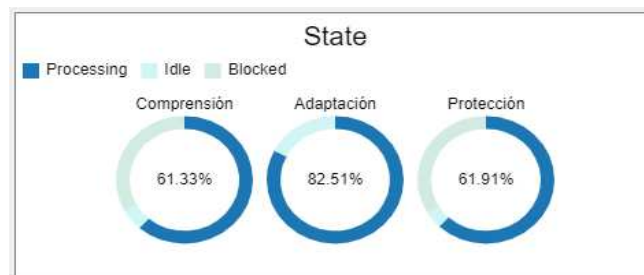 State
Processing Idle Blocked
Comprensión Adaptación Protección
61.33% 82.51% 61.91%